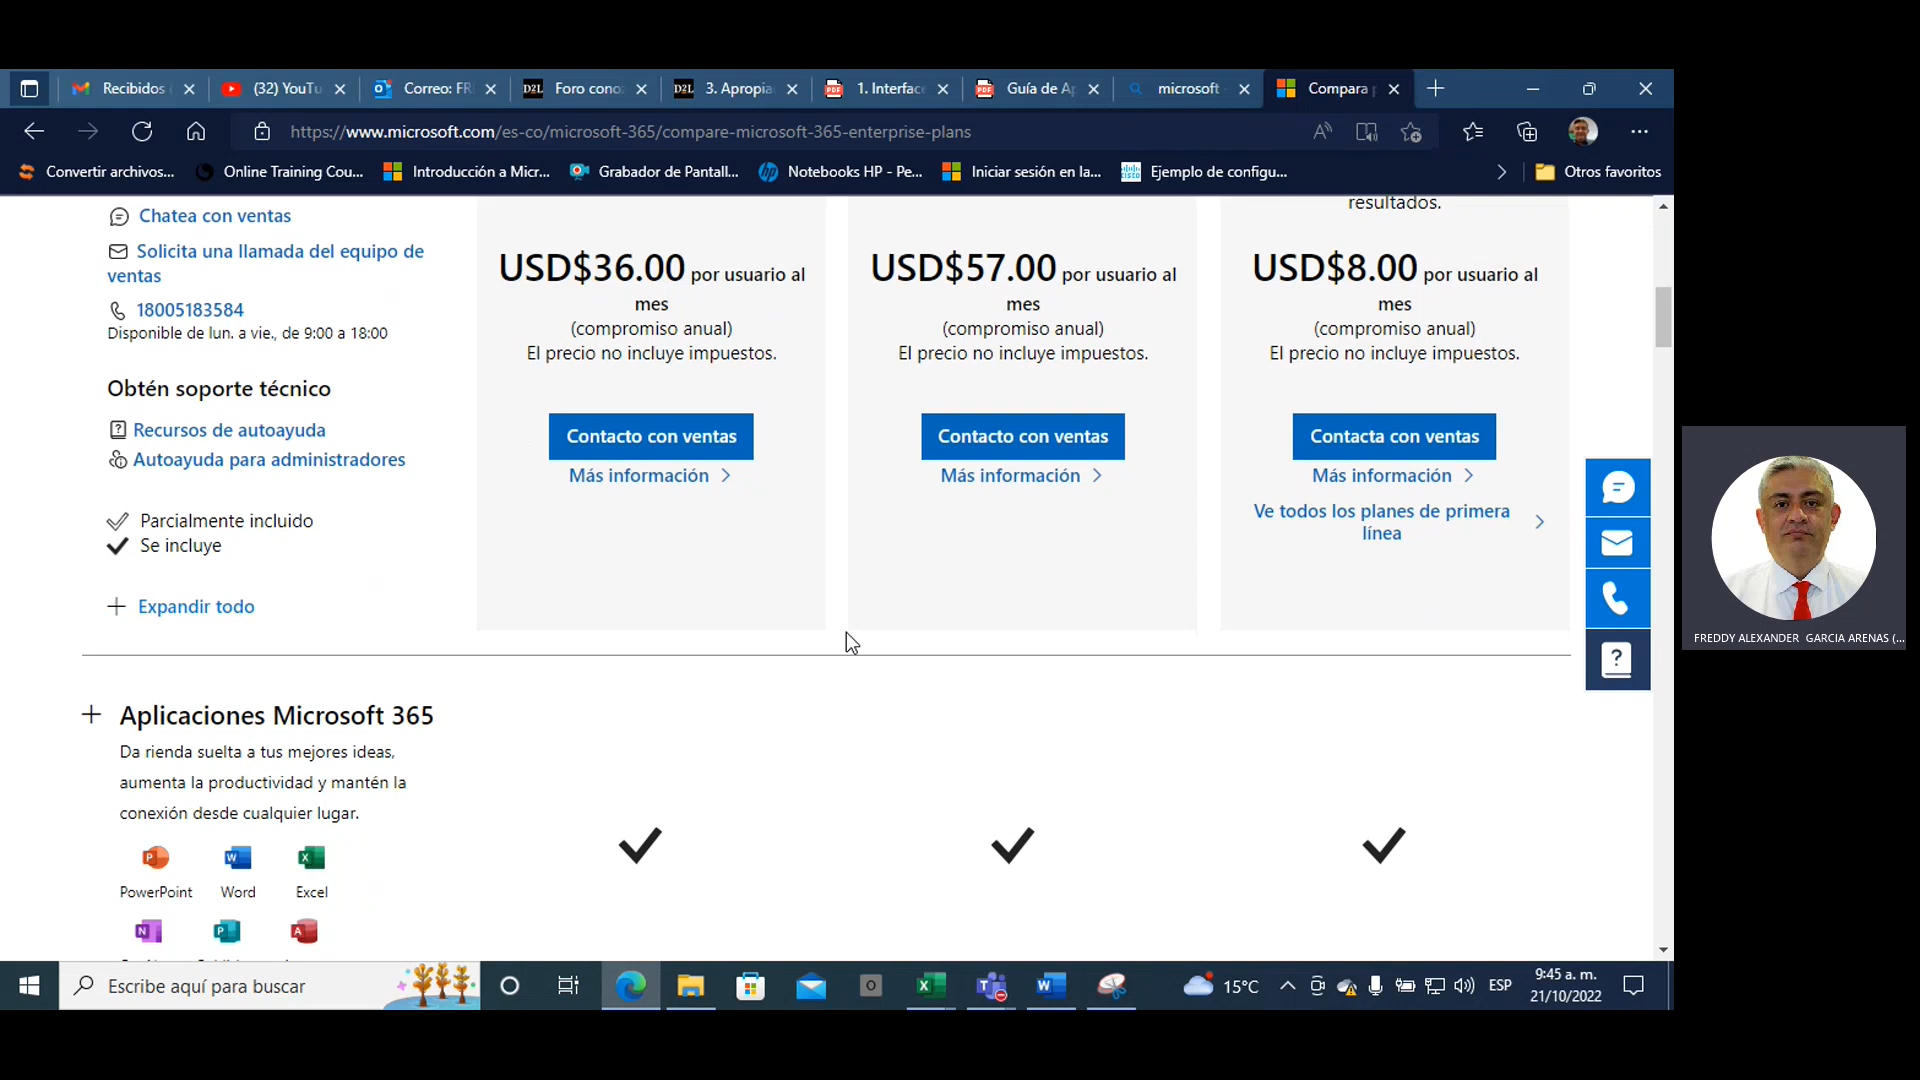 Recibidos
(32) YouTu
Correo: FRE
Foro cono
3. Apropia
1. Interface
Guía de Ap
microsoft
Compara p
https://www.microsoft.com/es-co/microsoft-365/compare-microsoft-365-enterprise-plans
Convertir archivos...
Online Training Cou...
Introducción a Micr...
Grabador de Pantall...
Notebooks HP - Pe...
Iniciar sesión en la...
Ejemplo de configu...
Otros favoritos
Chatea con ventas
Solicita una llamada del equipo de
ventas
18005183584
Disponible de lun. a vie., de 9:00 a 18:00
Obtén soporte técnico
Recursos de autoayuda
Autoayuda para administradores
Parcialmente incluido
Se incluye
Expandir todo
USD$36.00 por usuario al
mes
(compromiso anual)
El precio no incluye impuestos.
Contacto con ventas
Más información
USD$57.00 por usuario al
mes
(compromiso anual)
El precio no incluye impuestos.
Contacto con ventas
Más información
resultados.
USD$8.00 por usuario al
mes
(compromiso anual)
El precio no incluye impuestos.
Contacta con ventas
Más información
Ve todos los planes de primera
línea
Aplicaciones Microsoft 365
Da rienda suelta a tus mejores ideas,
aumenta la productividad y mantén la
conexión desde cualquier lugar.
PowerPoint
Word
Excel
FREDDY ALEXANDER GARCIA ARENAS (...
Escribe aquí para buscar
15°C
ESP
9:45 a. m.
21/10/2022